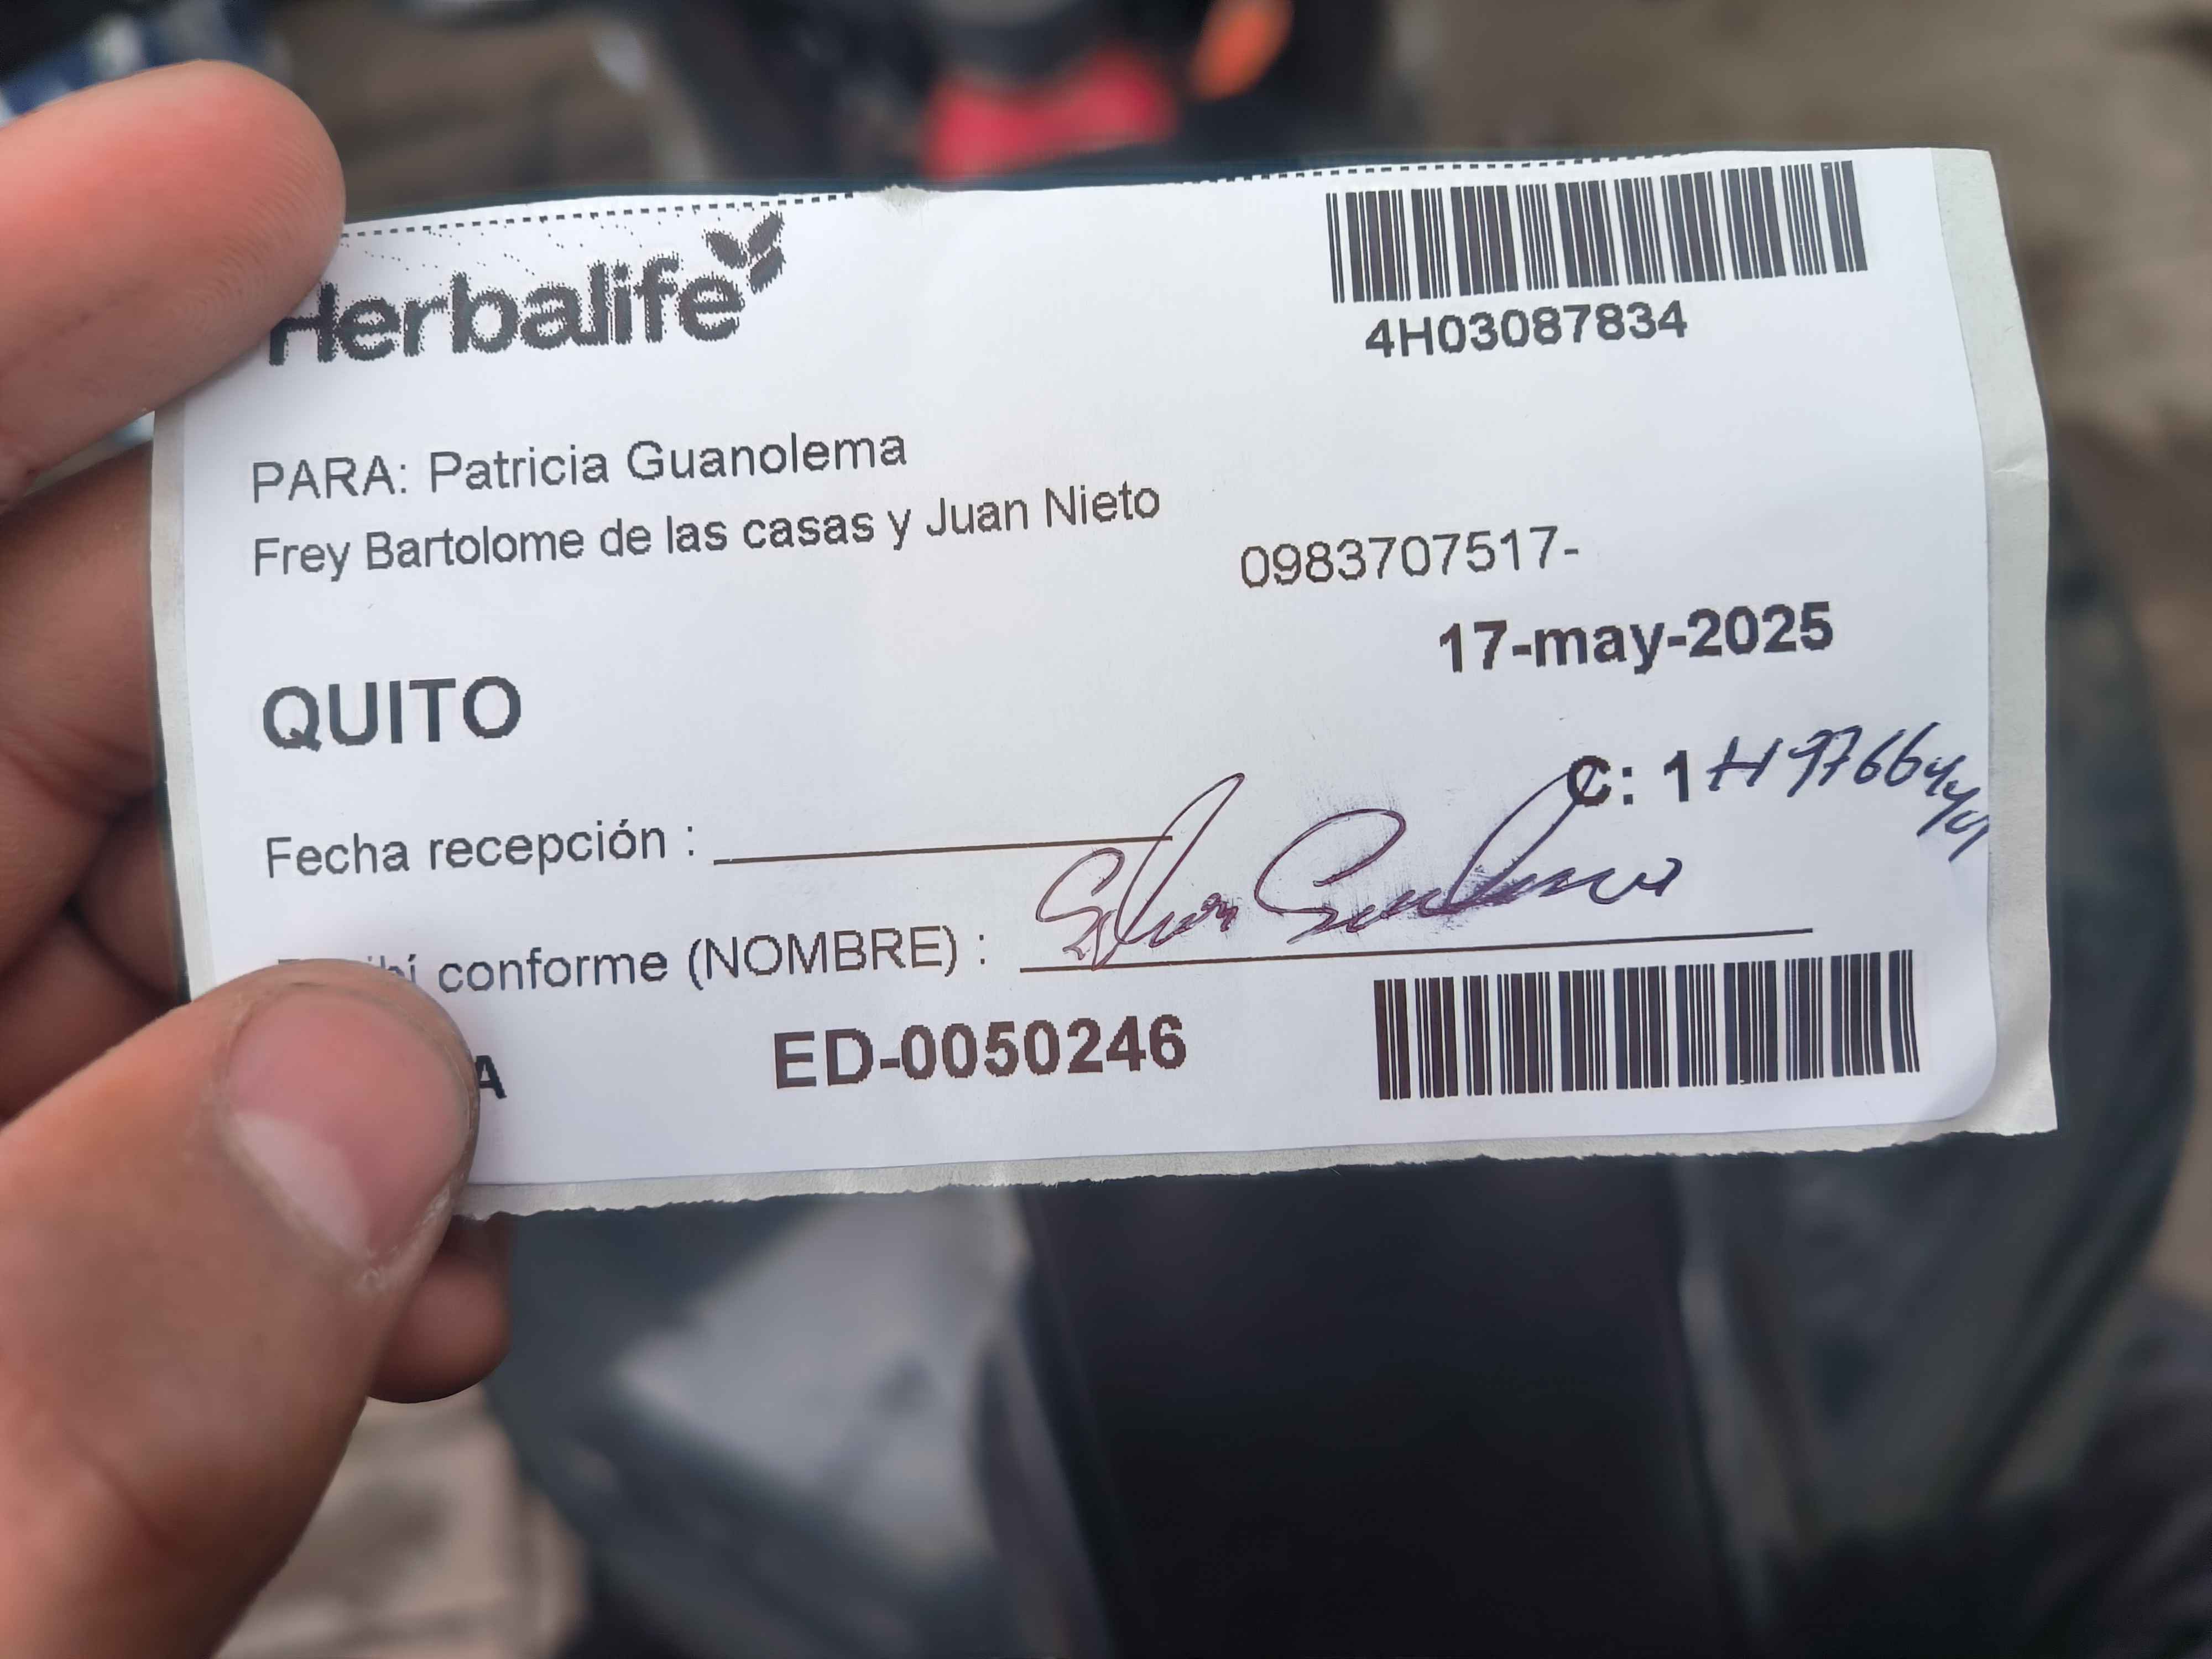 Herbalife
4H03087834
PARA: Patricia Guanolema
Frey Bartolome de las casas y Juan Nieto
0983707517-
17-may-2025
QUITO
C: 1
Fecha recepción :
conforme (NOMBRE) :
ED-0050246